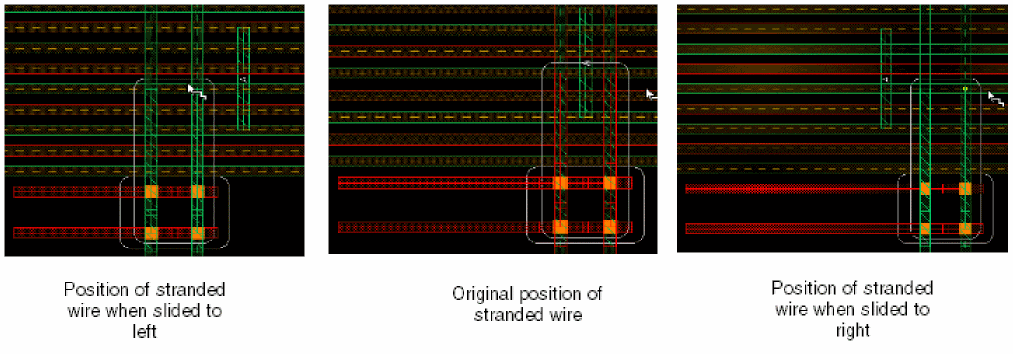 Position of stranded
wire when slided to
left
Original position of
stranded wire
Position of stranded
wire when slided to
right